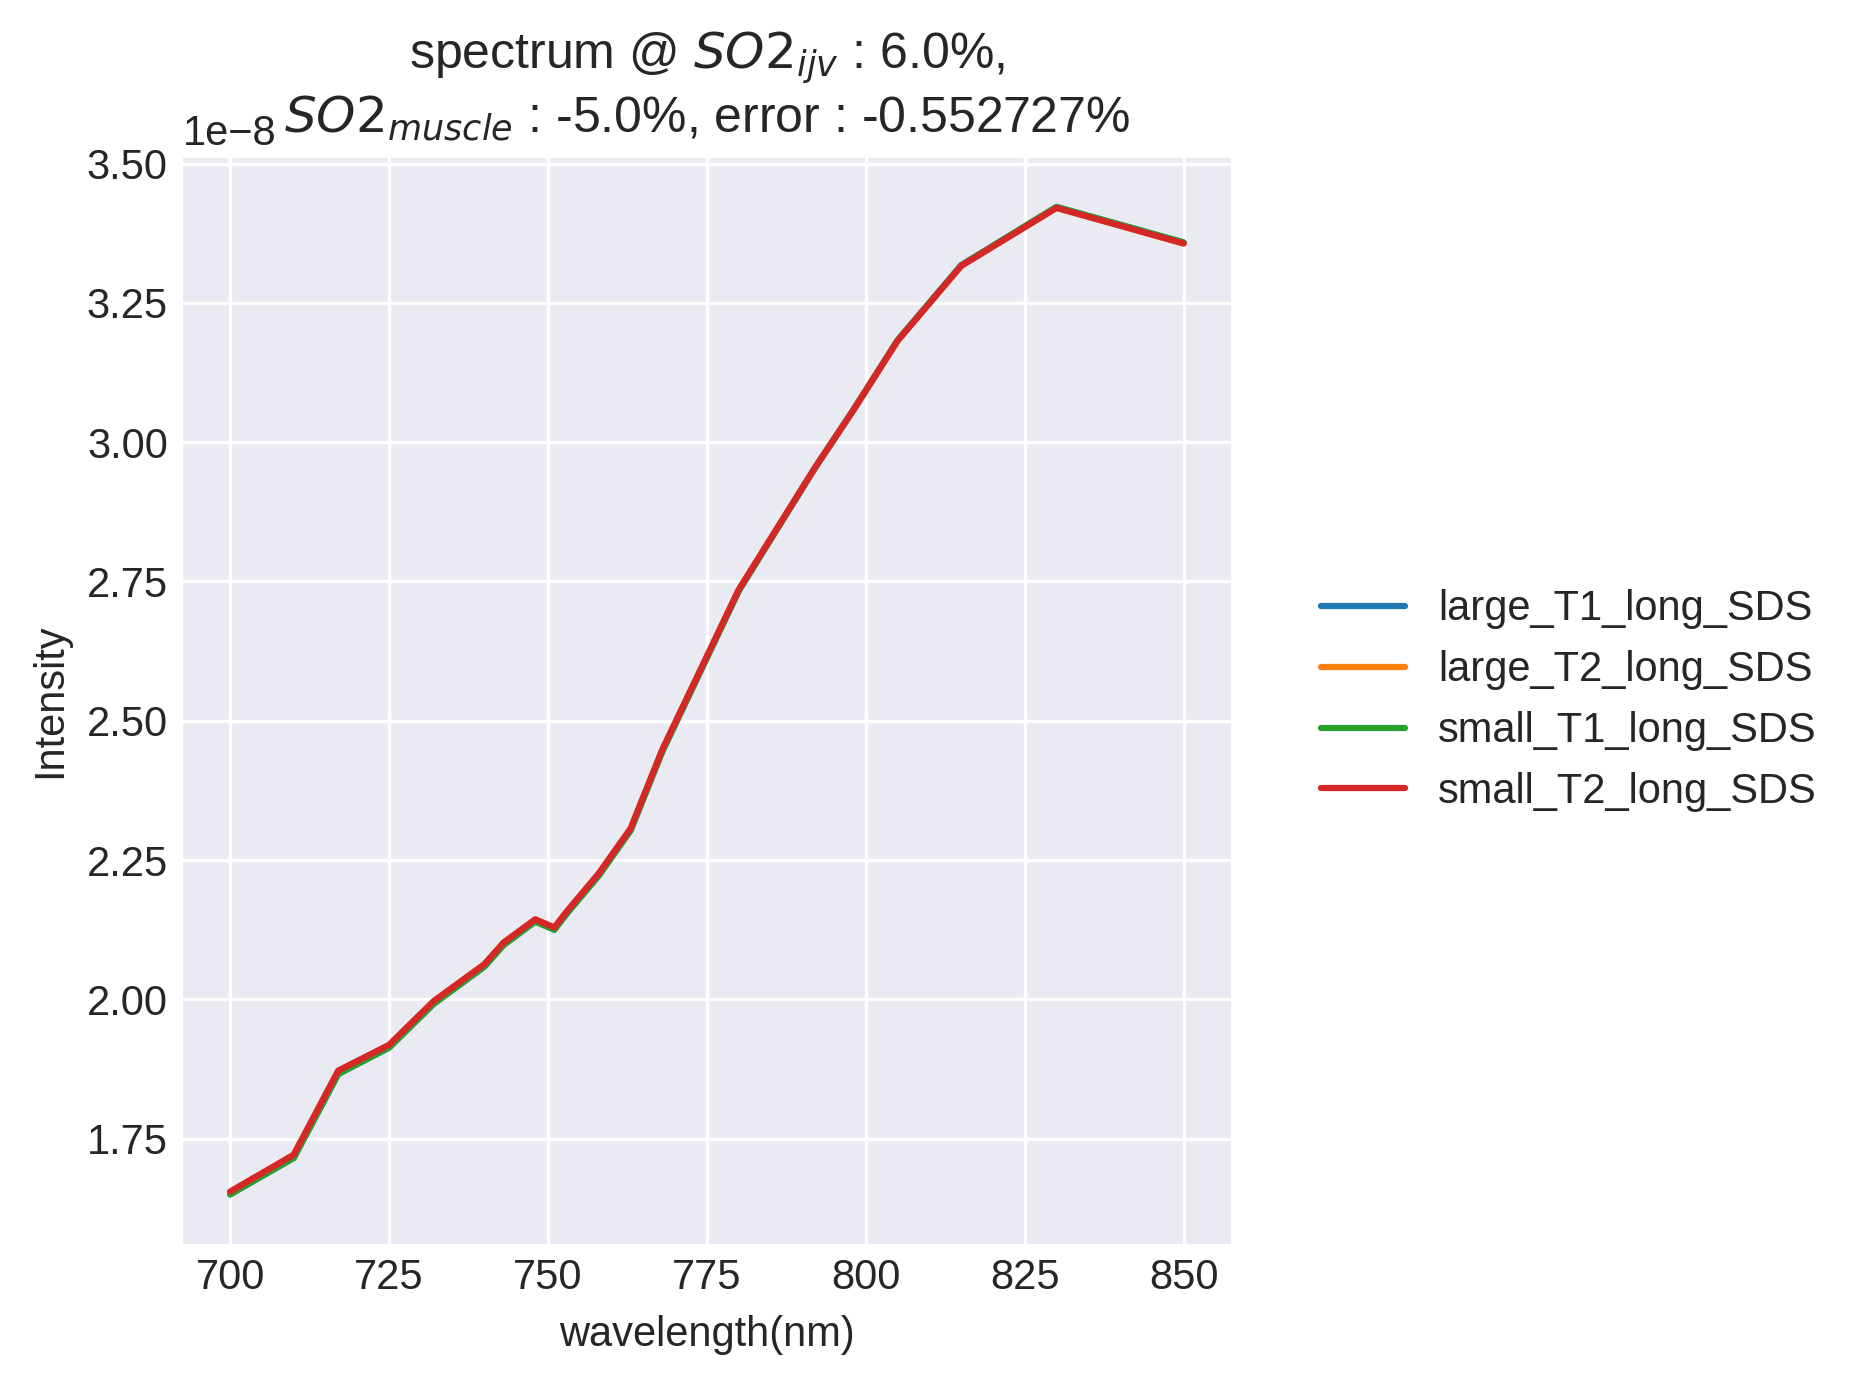 spectrum @ SO2ijv : 6.0%,
SO2muscle : -5.0%, error : -0.552727%
1e−8
3.50
3.25
3.00
2.75
2.50
2.25
2.00
1.75
Intensity
700 725 750 775 800 825 850
wavelength(nm)
large_T1_long_SDS
large_T2_long_SDS
small_T1_long_SDS
small_T2_long_SDS